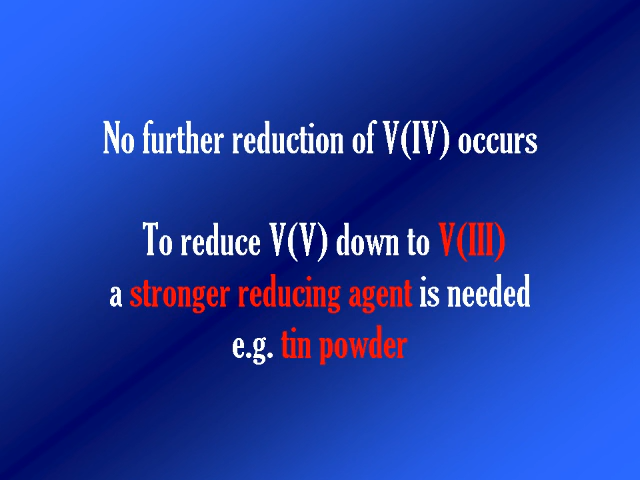 No further reduction of V(IV) occurs
To reduce V(V) down to V(III)
a stronger reducing agent is needed
e.g. tin powder